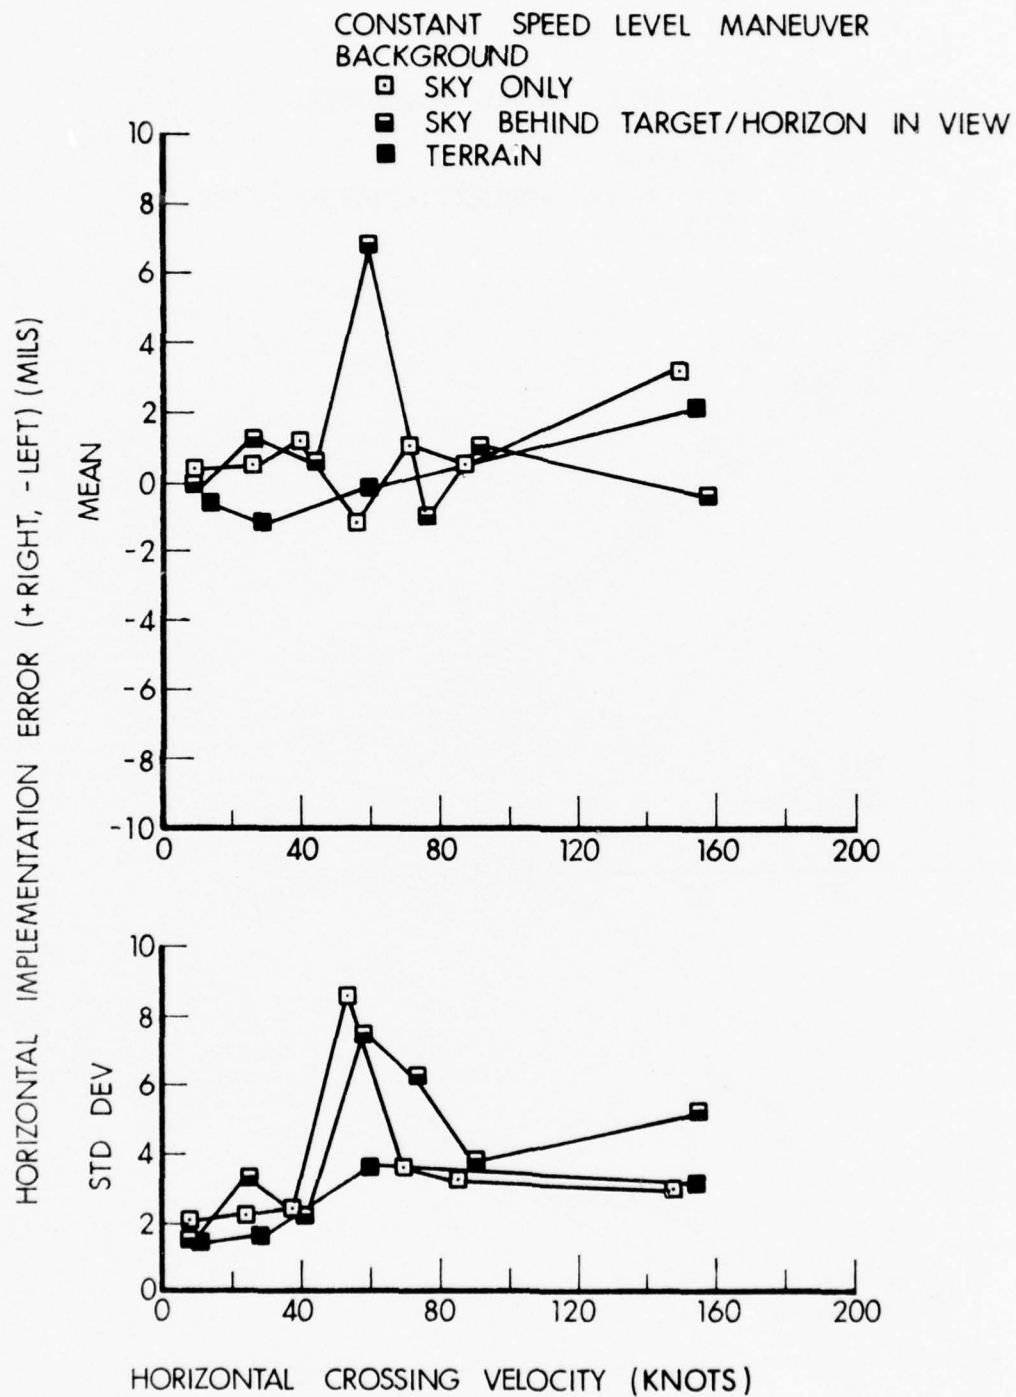 CONSTANT SPEED LEVEL MANEUVER
BACKGROUND
SKY ONLY
SKY BEHIND TARGET/HORIZON IN VIEW
TERRAIN
HORIZONTAL IMPLEMENTATION ERROR (+RIGHT, -LEFT) (MILS)
MEAN
10
8
6
4
2
0
-2
-4
-6
-8
-10
0 40 80 120 160 200
STD DEV
10
8
6
4
2
0
0 40 80 120 160 200
HORIZONTAL CROSSING VELOCITY (KNOTS)